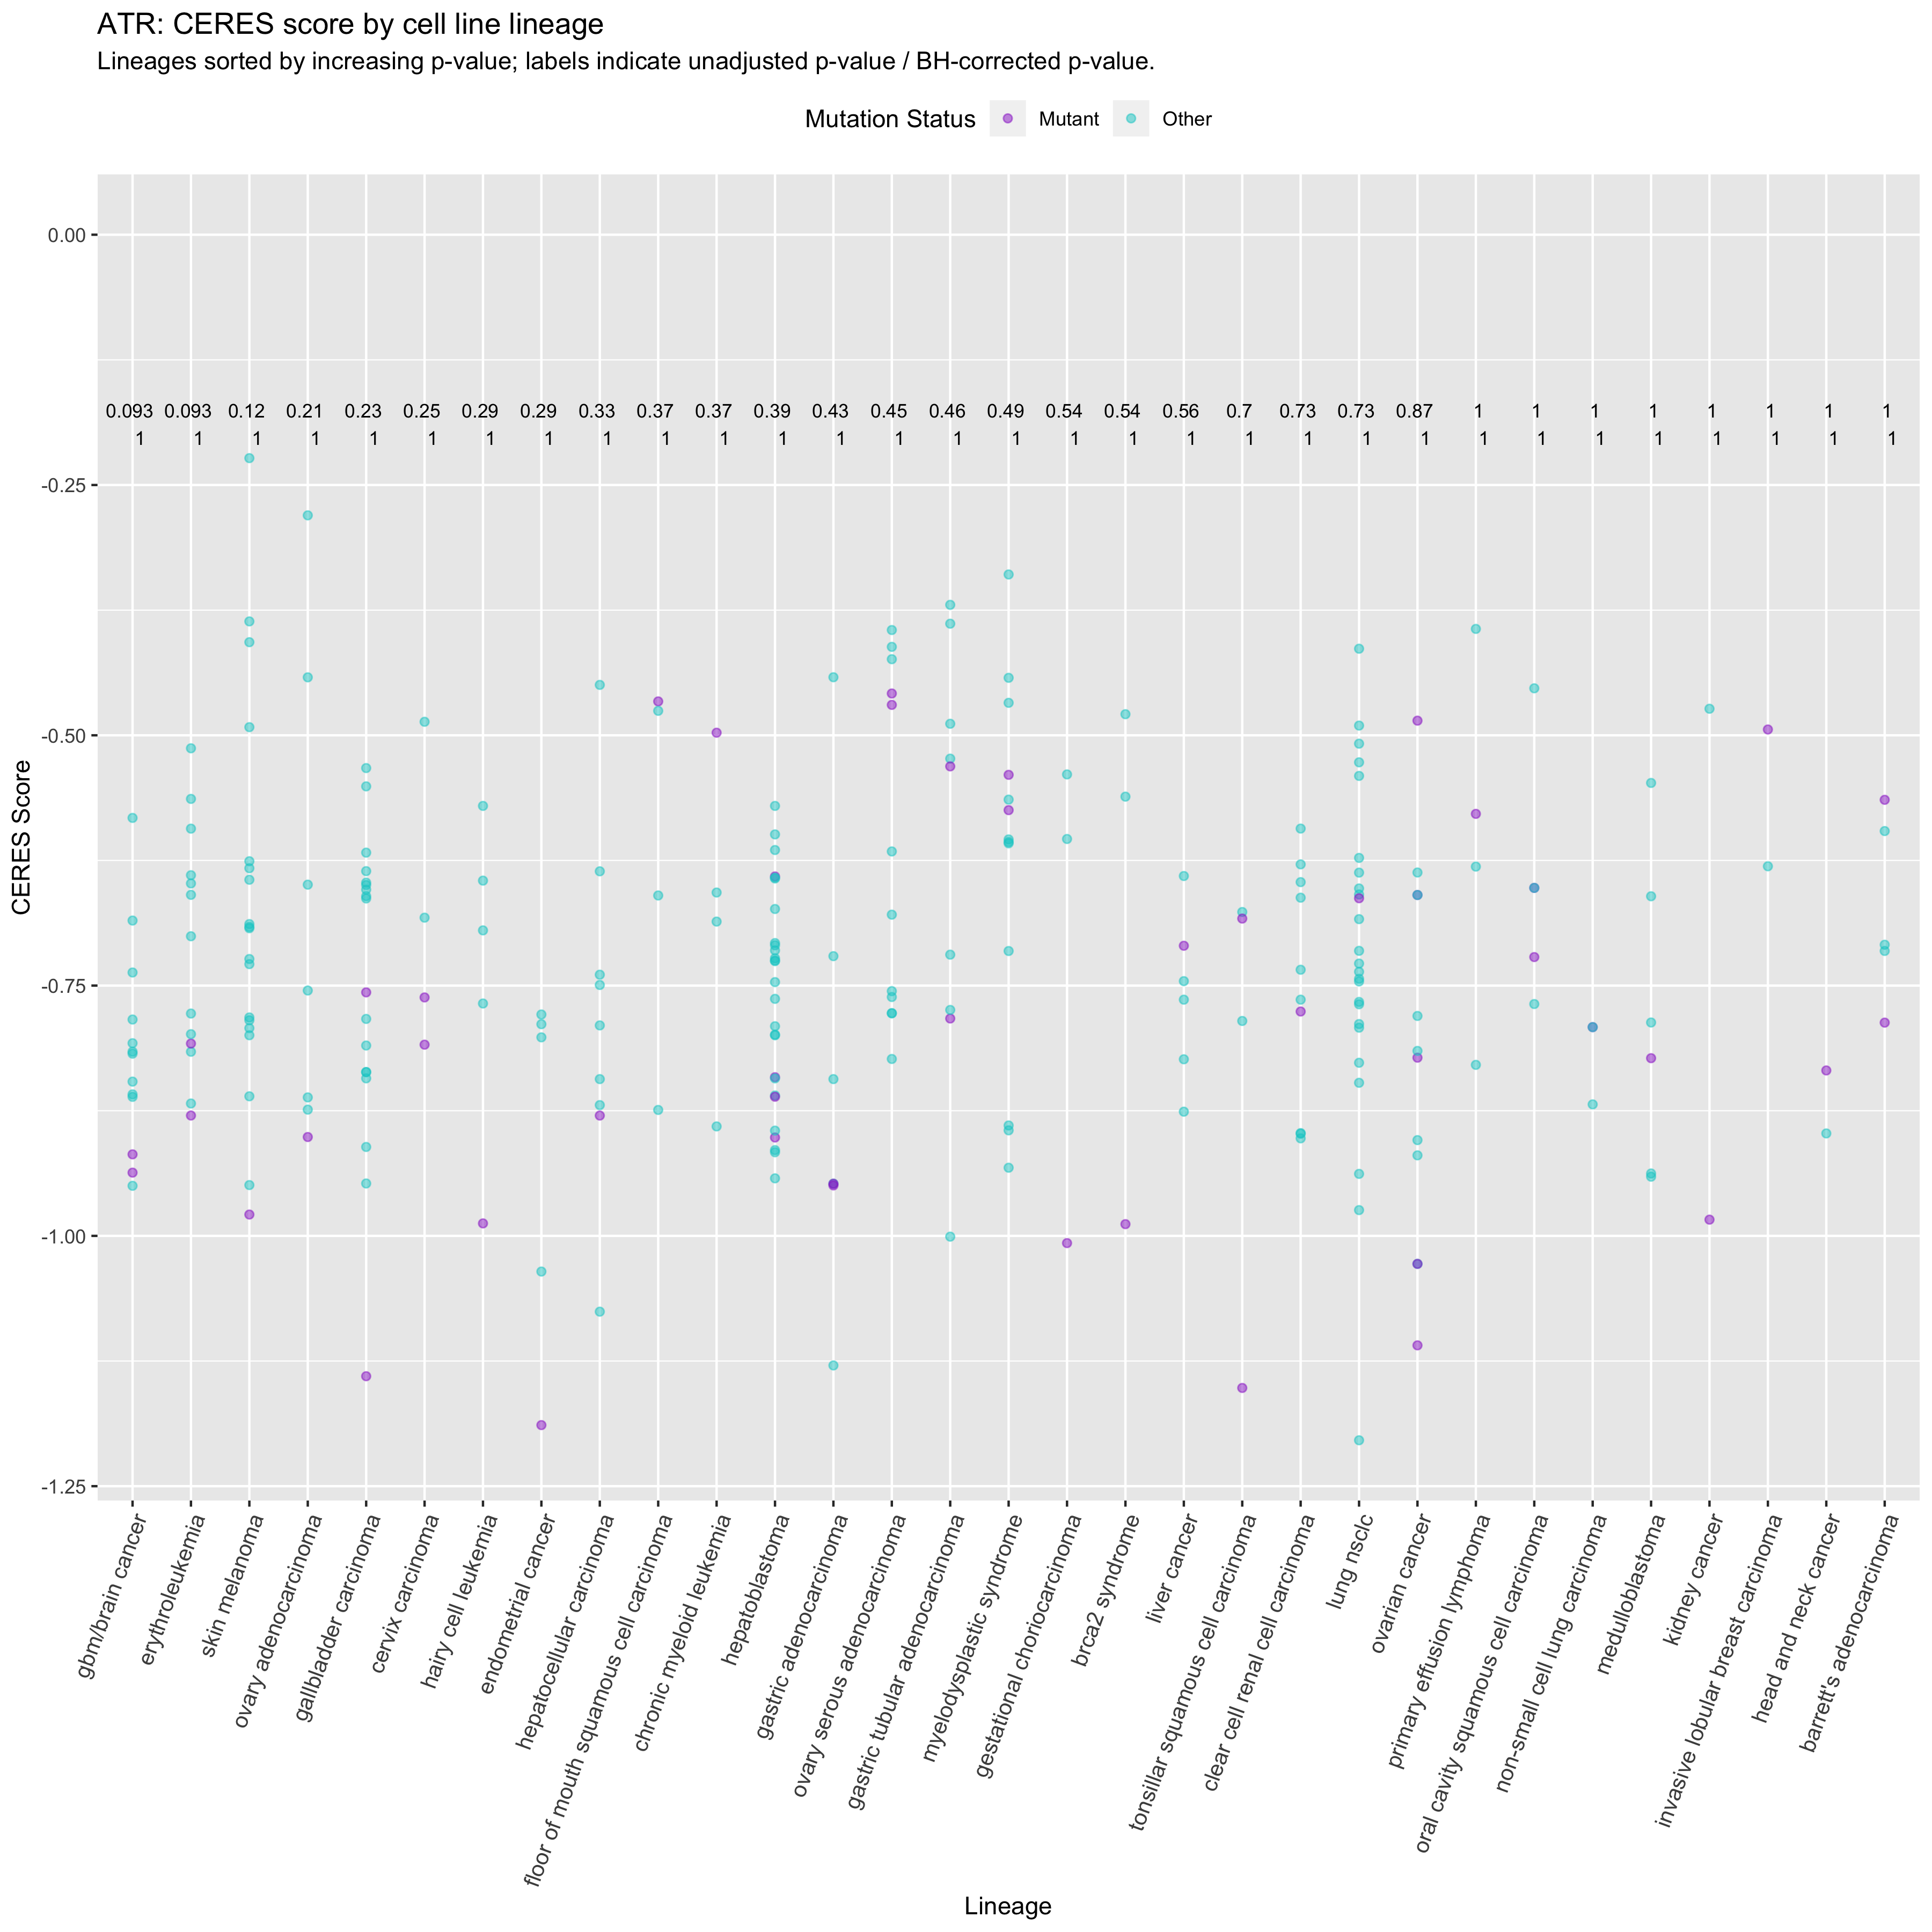 ATR: CERES score by cell line lineage
Lineages sorted by increasing p-value; labels indicate unadjusted p-value / BH-corrected p-value.
Mutation Status Mutant Other
0.00
0.093 0.093 0.12 0.21 0.23 0.25 0.29 0.29 0.33 0.37 0.37 0.39 0.43 0.45 0.46 0.49 0.54 0.54 0.56 0.7 0.73 0.73 0.87 1 1 1 1 1 1 1 1
1 1 1 1 1 1 1 1 1 1 1 1 1 1 1 1 1 1 1 1 1 1 1 1 1 1 1 1 1 1 1
-0.25
-0.50
-0.75
-1.00
-1.25
CERES Score
gbm/brain cancer
erythroleukemia
skin melanoma
ovary adenocarcinoma
gallbladder carcinoma
cervix carcinoma
hairy cell leukemia
endometrial cancer
hepatocellular carcinoma
floor of mouth squamous cell carcinoma
chronic myeloid leukemia
hepatoblastoma
gastric adenocarcinoma
ovary serous adenocarcinoma
gastric tubular adenocarcinoma
myelodysplastic syndrome
gestational choriocarcinoma
brca2 syndrome
liver cancer
tonsillar squamous cell carcinoma
clear cell renal cell carcinoma
lung nsclc
ovarian cancer
primary effusion lymphoma
oral cavity squamous cell carcinoma
non-small cell lung carcinoma
medulloblastoma
kidney cancer
invasive lobular breast carcinoma
head and neck cancer
barrett's adenocarcinoma
Lineage